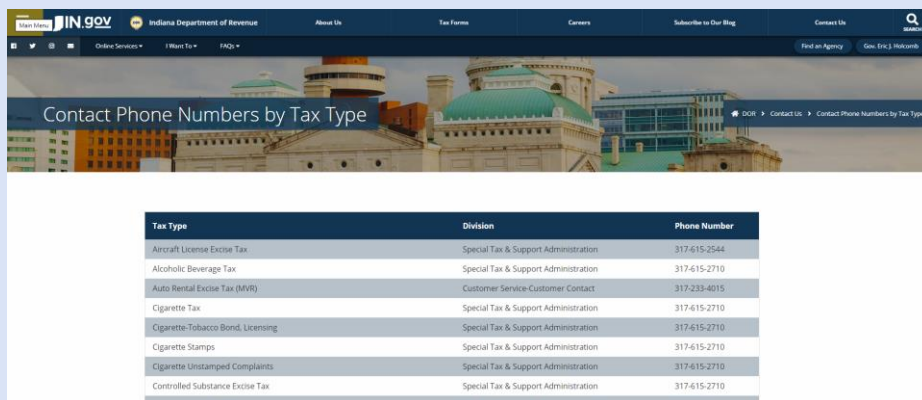 Main Menu
IN.gov
Indiana Department of Revenue
About Us
Tax Forms
Careers
Subscribe to Our Blog
Contact Us
SEARCH
Online Services
I Want To
FAQs
Find an Agency
Gov. Eric J. Holcomb
Contact Phone Numbers by Tax Type
DOR > Contact Us > Contact Phone Numbers by Tax Type
Tax Type Division Phone Number
Aircraft License Excise Tax Special Tax & Support Administration 317-615-2544
Alcoholic Beverage Tax Special Tax & Support Administration 317-615-2710
Auto Rental Excise Tax (MVR) Customer Service-Customer Contact 317-233-4015
Cigarette Tax Special Tax & Support Administration 317-615-2710
Cigarette-Tobacco Bond, Licensing Special Tax & Support Administration 317-615-2710
Cigarette Stamps Special Tax & Support Administration 317-615-2710
Cigarette Unstamped Complaints Special Tax & Support Administration 317-615-2710
Controlled Substance Excise Tax Special Tax & Support Administration 317-615-2710